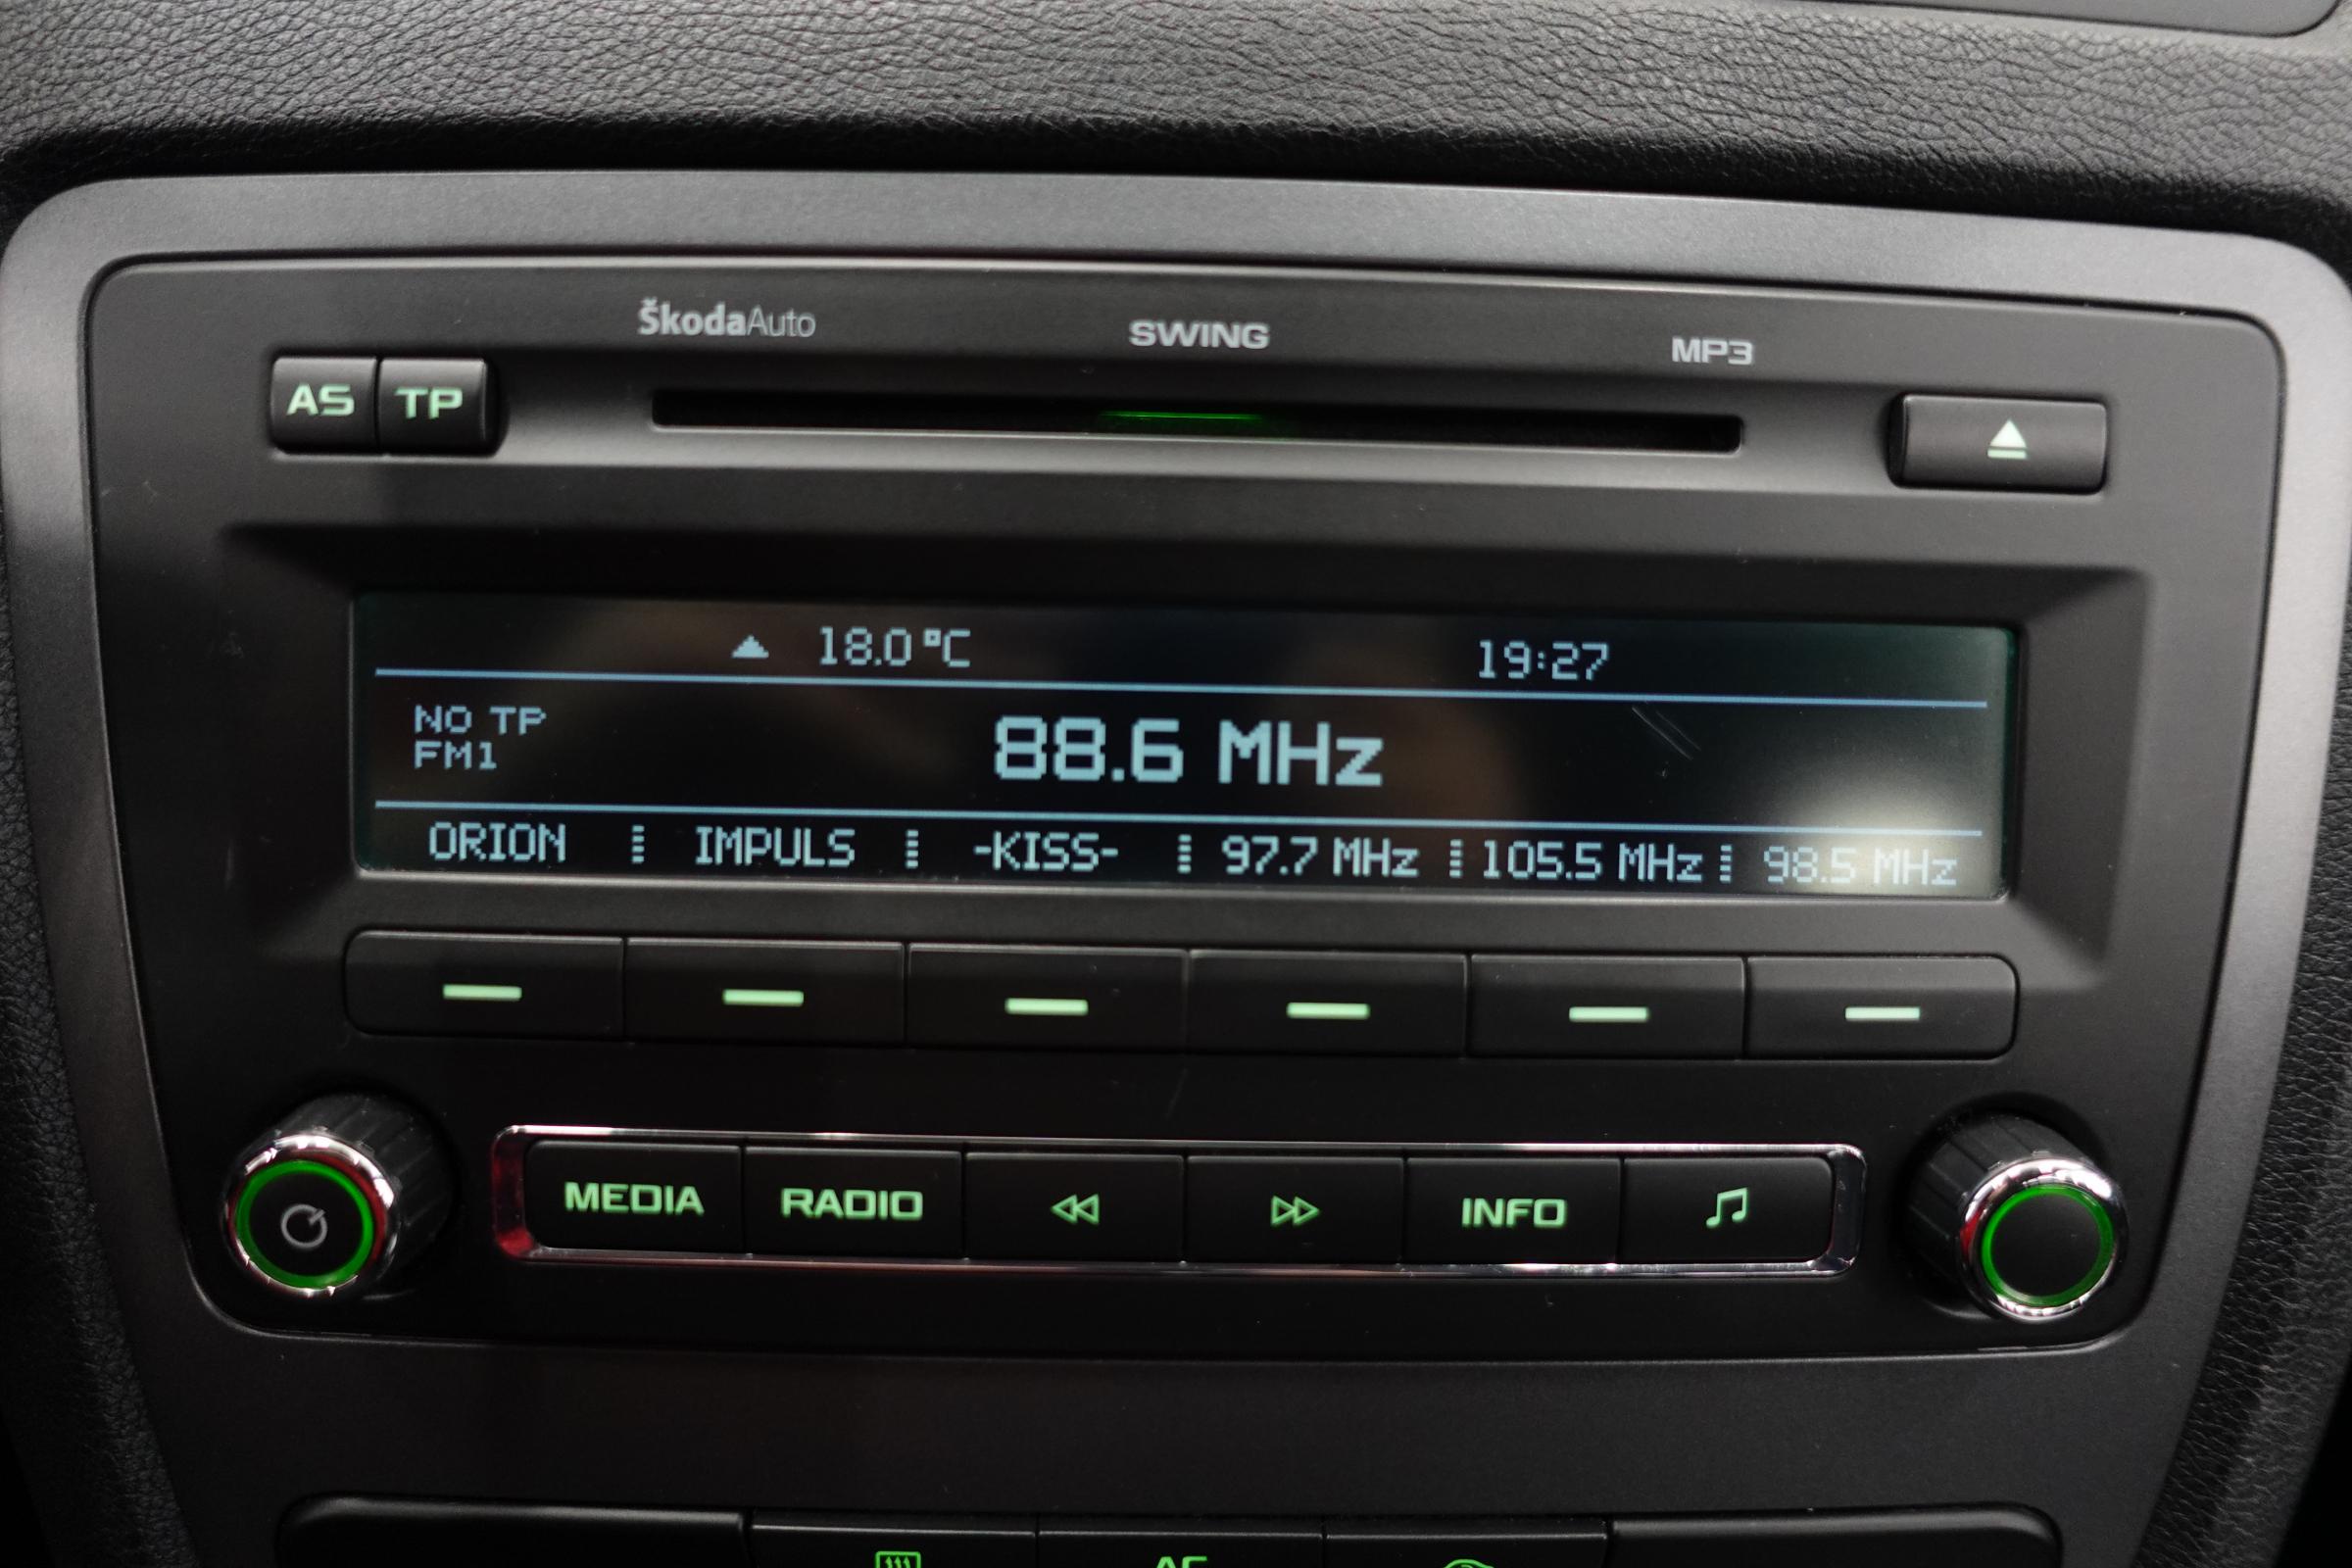 ŠkodaAuto SWING MP3
AS TP
18.0 °C 19:27
NO TP
FM1
88.6 MHz
ORION IMPULS -KISS- 97.7 MHz 105.5 MHz 98.5 MHz
MEDIA RADIO INFO